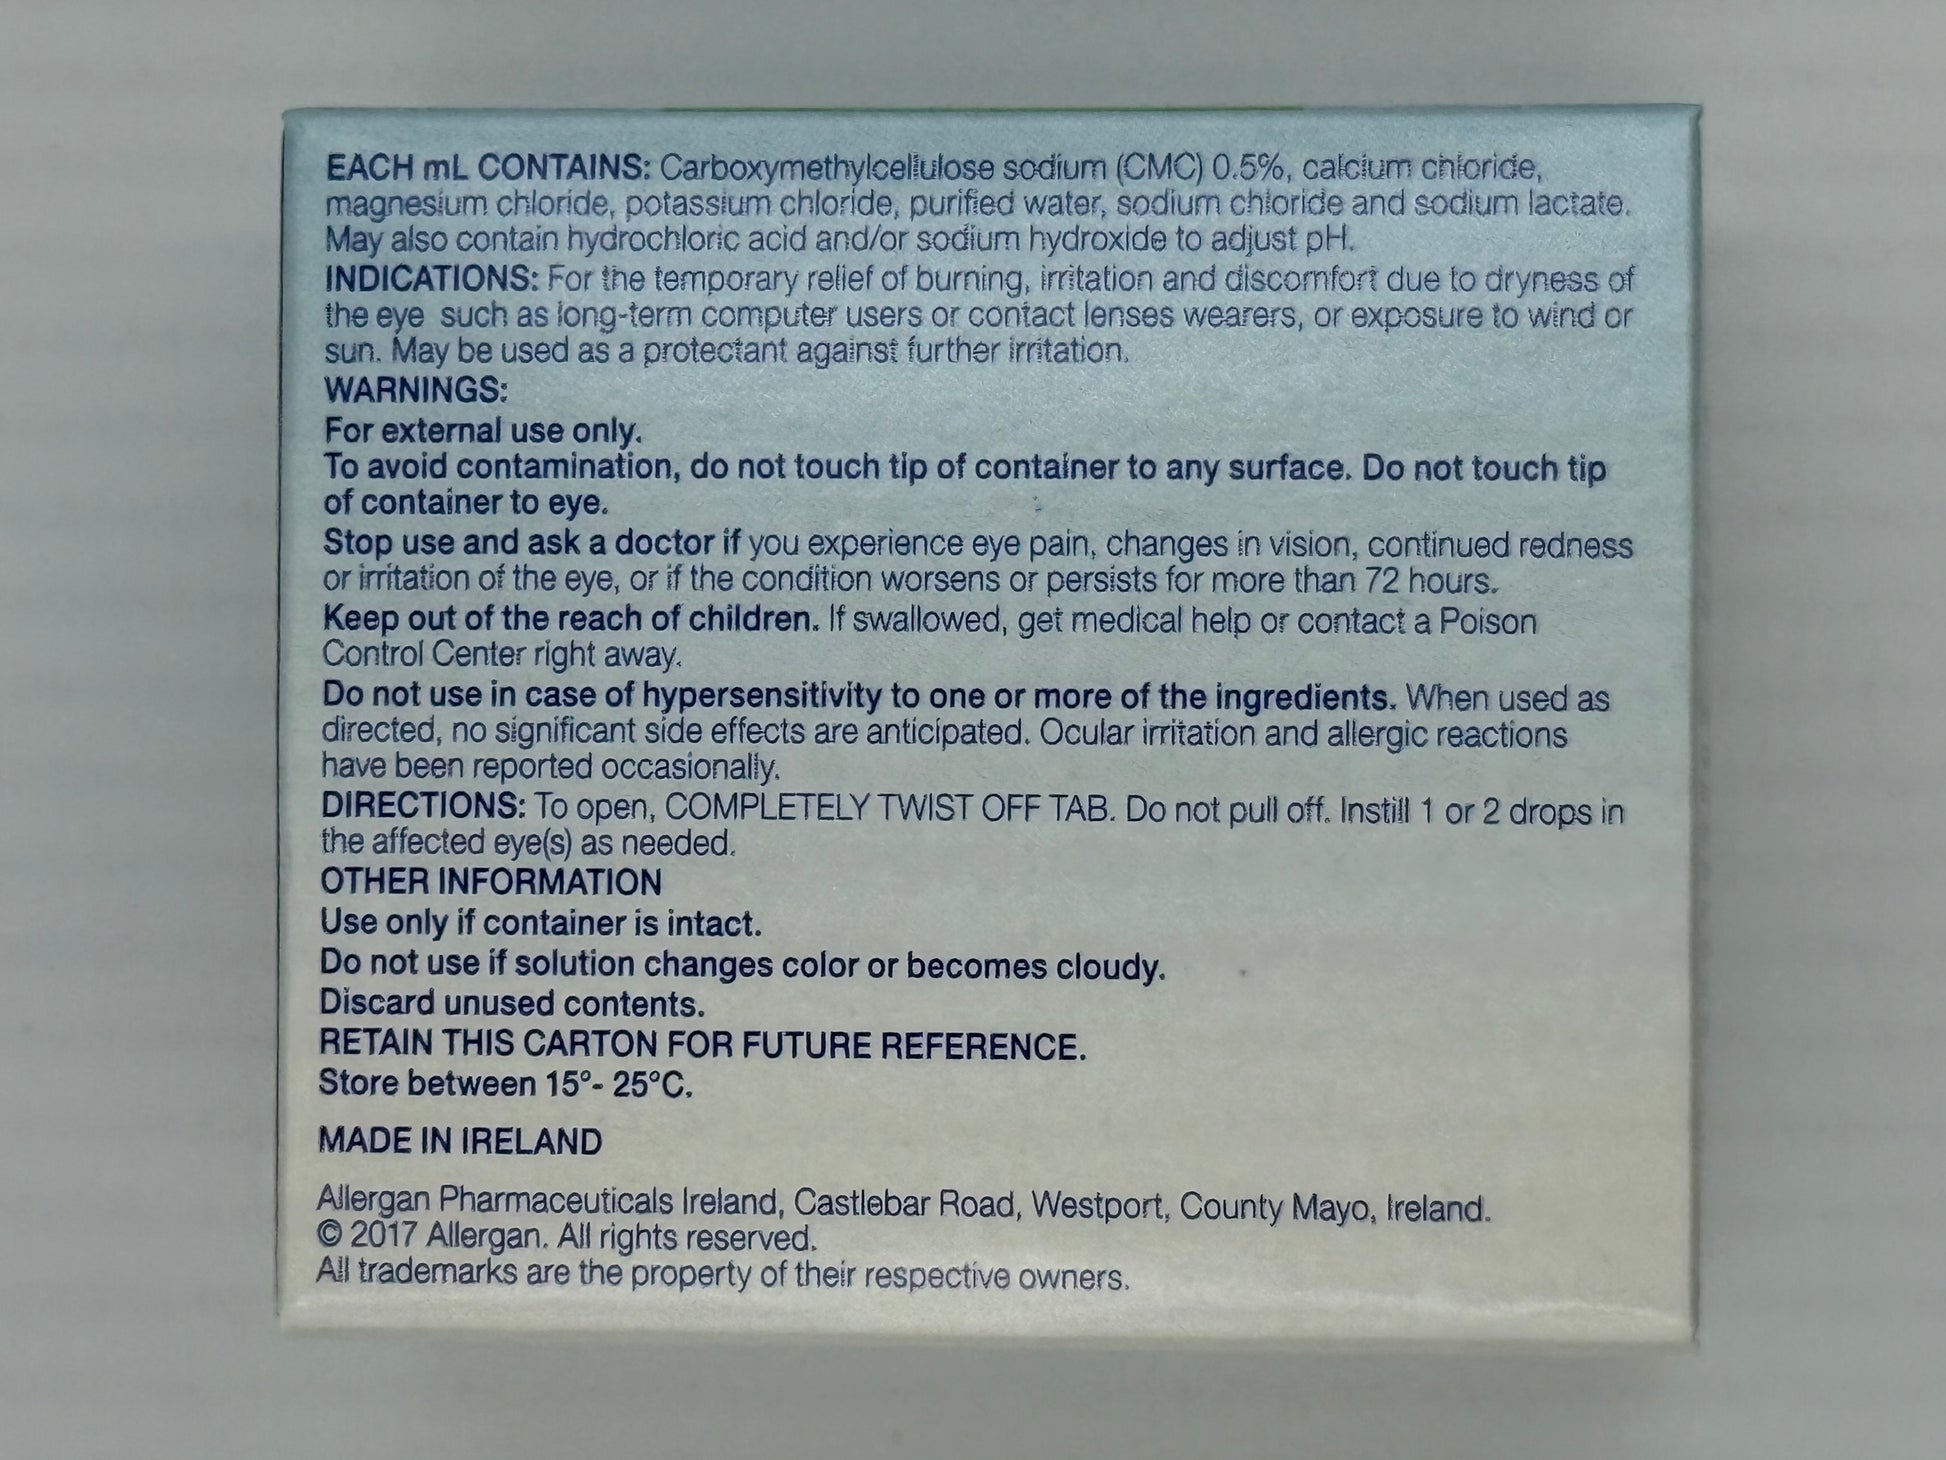 EACH mL CONTAINS: Carboxymethylcellulose sodium (CMC) 0.5%, calcium chloride,
magnesium chloride, potassium chloride, purified water, sodium chloride and sodium lactate.
May also contain hydrochloric acid and/or sodium hydroxide to adjust pH.
INDICATIONS: For the temporary relief of burning, irritation and discomfort due to dryness of
the eye such as long-term computer users or contact lenses wearers, or exposure to wind or
sun. May be used as a protectant against further irritation.
WARNINGS:
For external use only.
To avoid contamination, do not touch tip of container to any surface. Do not touch tip
of container to eye.
Stop use and ask a doctor if you experience eye pain, changes in vision, continued redness
or irritation of the eye, or if the condition worsens or persists for more than 72 hours.
Keep out of the reach of children. If swallowed, get medical help or contact a Poison
Control Center right away.
Do not use in case of hypersensitivity to one or more of the ingredients. When used as
directed, no significant side effects are anticipated. Ocular irritation and allergic reactions
have been reported occasionally.
DIRECTIONS: To open, COMPLETELY TWIST OFF TAB. Do not pull off. Instill 1 or 2 drops in
the affected eye(s) as needed.
OTHER INFORMATION
Use only if container is intact.
Do not use if solution changes color or becomes cloudy.
Discard unused contents.
RETAIN THIS CARTON FOR FUTURE REFERENCE.
Store between 15°- 25°C.
MADE IN IRELAND
Allergan Pharmaceuticals Ireland, Castlebar Road, Westport, County Mayo, Ireland.
© 2017 Allergan. All rights reserved.
All trademarks are the property of their respective owners.